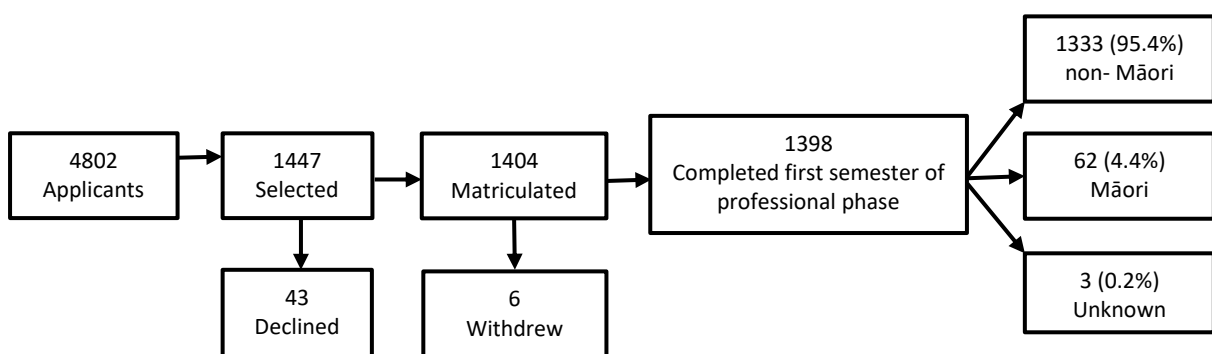 4802
Applicants
1447
Selected
1404
Matriculated
1398
Completed first semester of
professional phase
1333 (95.4%)
non- Māori
62 (4.4%)
Māori
3 (0.2%)
Unknown
43
Declined
6
Withdrew